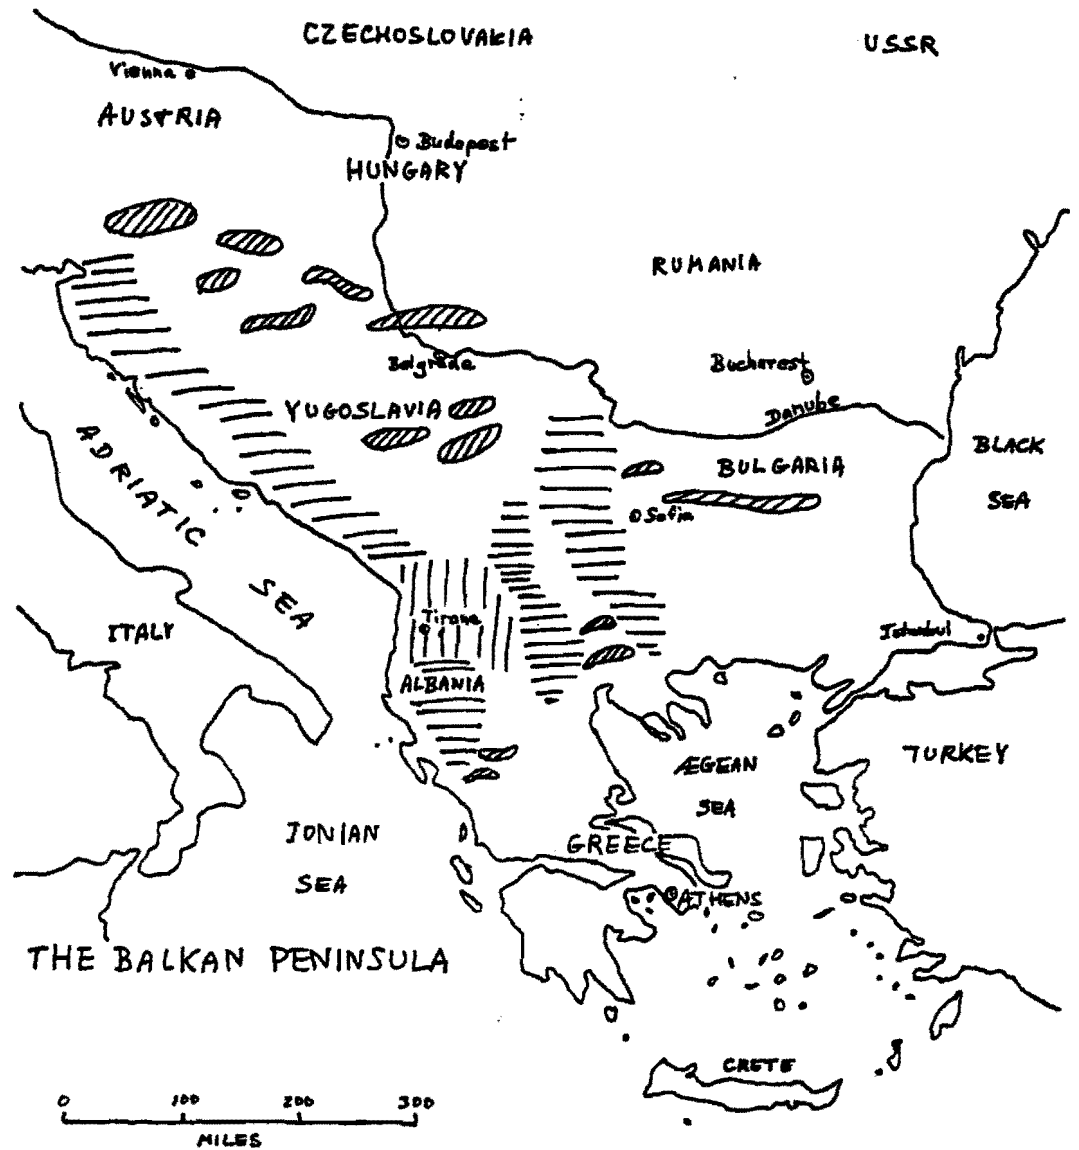 CZECHOSLOVAKIA
USSR
Vienna
AUSTRIA
Budapest
HUNGARY
RUMANIA
Belgrade
Bucharest
YUGOSLAVIA
Danube
ADRIATIC
SEA
BULGARIA
BLACK
SEA
Sofia
Tirane
ITALY
Istanbul
ALBANIA
ÆGEAN
SEA
TURKEY
IONIAN
SEA
GREECE
ATHENS
THE BALKAN PENINSULA
CRETE
0 100 200 300
MILES